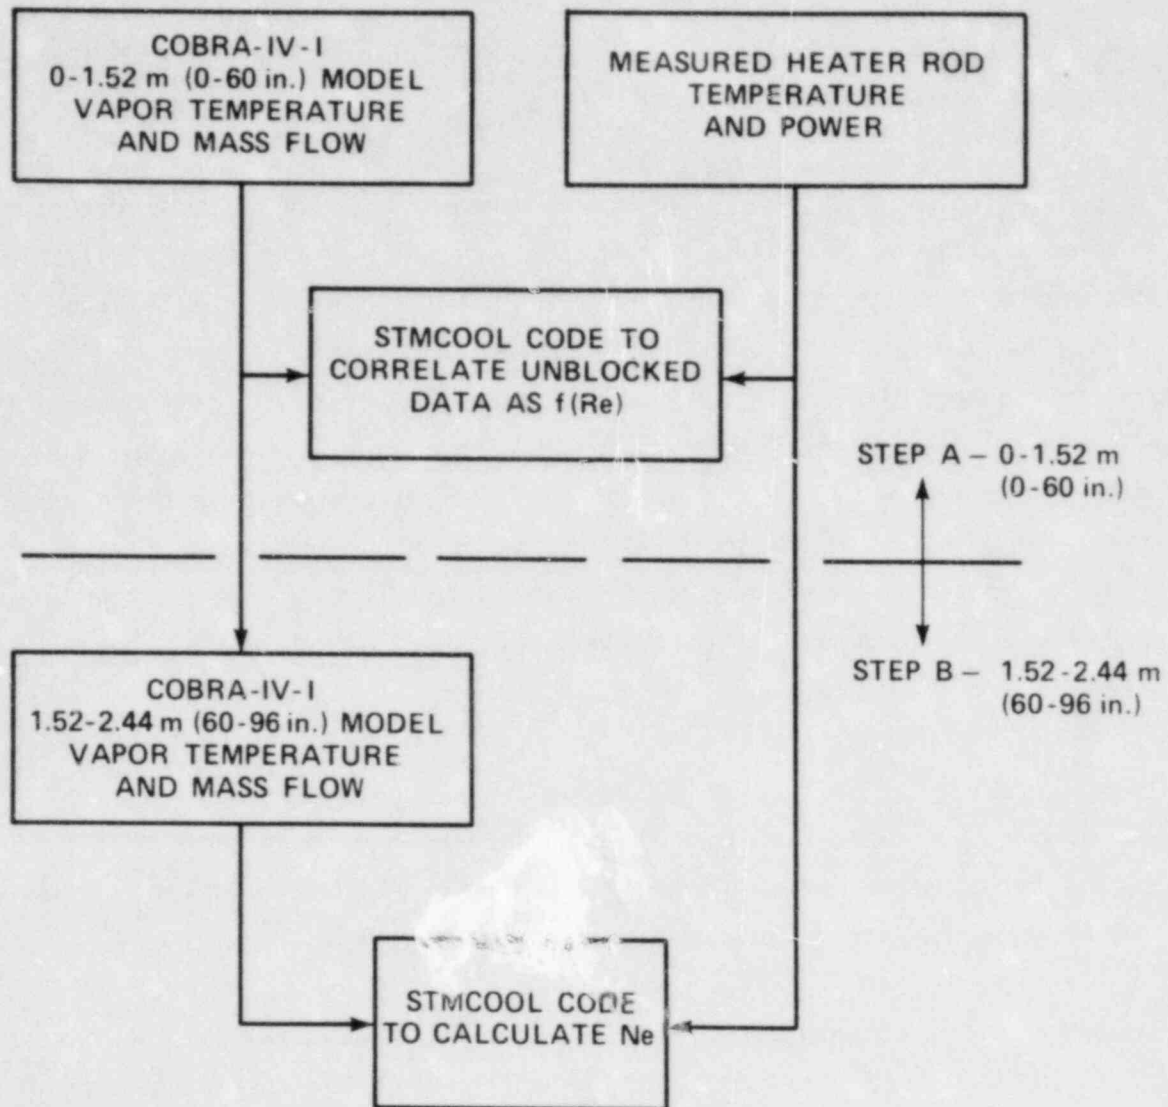 COBRA-IV-I
0-1.52 m (0-60 in.) MODEL
VAPOR TEMPERATURE
AND MASS FLOW
MEASURED HEATER ROD
TEMPERATURE
AND POWER
STMCOOL CODE TO
CORRELATE UNBLOCKED
DATA AS f(Re)
STEP A – 0-1.52 m
(0-60 in.)
STEP B – 1.52-2.44 m
(60-96 in.)
COBRA-IV-I
1.52-2.44 m (60-96 in.) MODEL
VAPOR TEMPERATURE
AND MASS FLOW
STMCOOL CODE
TO CALCULATE Ne